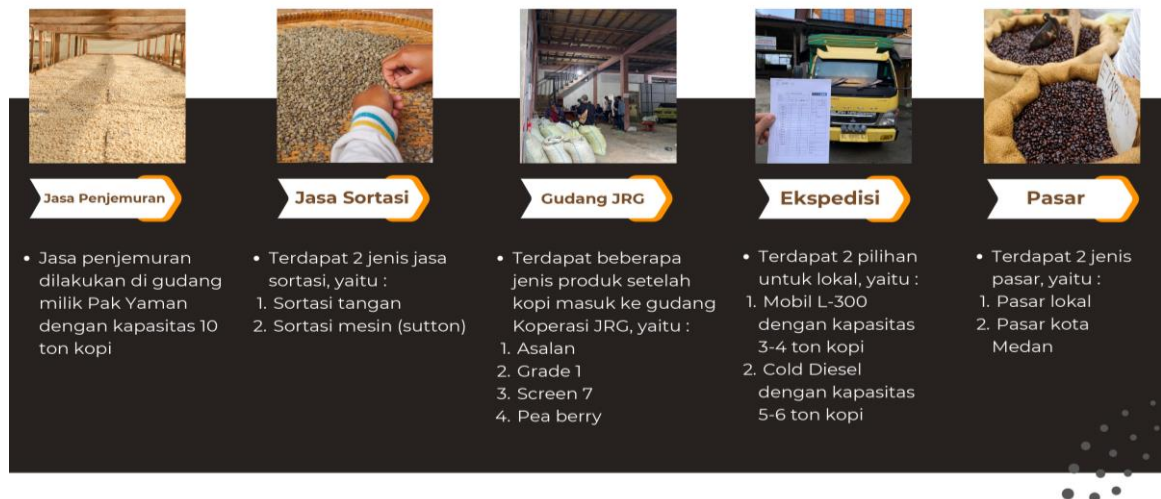 Jasa Penjemuran
• Jasa penjemuran
dilakukan di gudang
milik Pak Yaman
dengan kapasitas 10
ton kopi
Jasa Sortasi
• Terdapat 2 jenis jasa
sortasi, yaitu :
1. Sortasi tangan
2. Sortasi mesin (sutton)
Gudang JRG
• Terdapat beberapa
jenis produk setelah
kopi masuk ke gudang
Koperasi JRG, yaitu :
1. Asalan
2. Grade 1
3. Screen 7
4. Pea berry
Ekspedisi
• Terdapat 2 pilihan
untuk lokal, yaitu :
1. Mobil L-300
dengan kapasitas
3-4 ton kopi
2. Cold Diesel
dengan kapasitas
5-6 ton kopi
Pasar
• Terdapat 2 jenis
pasar, yaitu :
1. Pasar lokal
2. Pasar kota
Medan